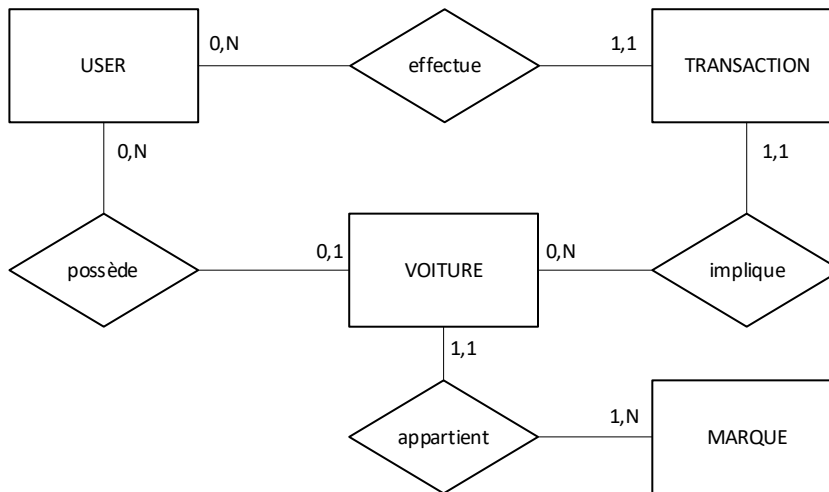 USER
0,N
effectue
1,1
TRANSACTION
0,N
1,1
possède
0,1
VOITURE
0,N
implique
1,1
appartient
1,N
MARQUE